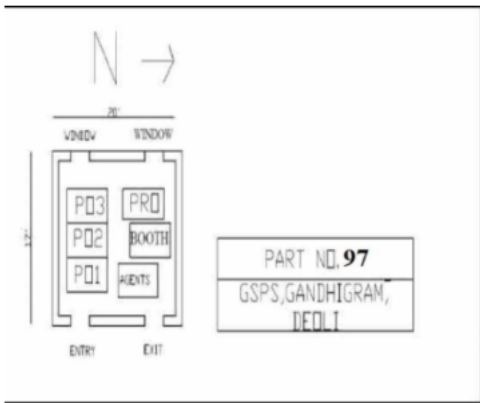 N
20'
WINDOW WINDOW
PO3 PRO
PO2 BOOTH
PO1 AGENTS
PART NO. 97
GSPS,GANDHIGRAM,
DEOLI
ENTRY EXIT